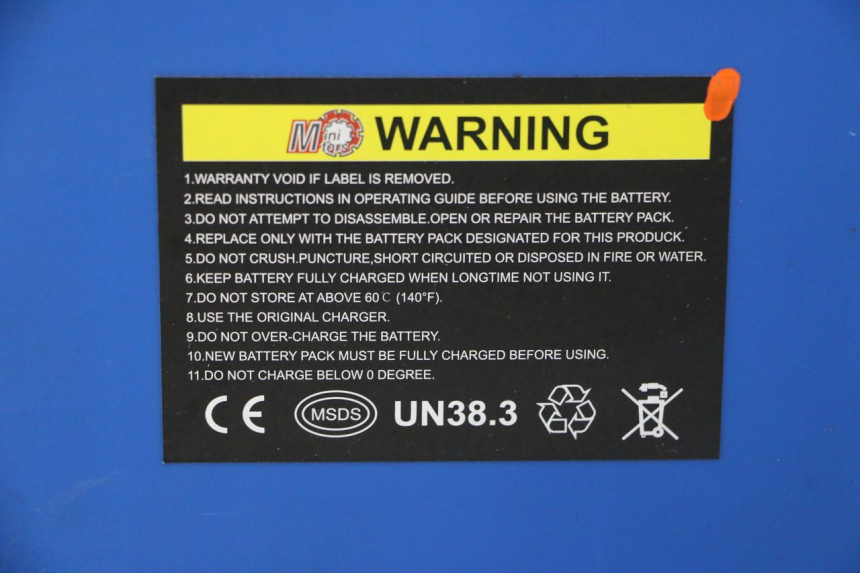 Mini QFS WARNING
1.WARRANTY VOID IF LABEL IS REMOVED.
2.READ INSTRUCTIONS IN OPERATING GUIDE BEFORE USING THE BATTERY.
3.DO NOT ATTEMPT TO DISASSEMBLE.OPEN OR REPAIR THE BATTERY PACK.
4.REPLACE ONLY WITH THE BATTERY PACK DESIGNATED FOR THIS PRODUCK.
5.DO NOT CRUSH.PUNCTURE,SHORT CIRCUITED OR DISPOSED IN FIRE OR WATER.
6.KEEP BATTERY FULLY CHARGED WHEN LONGTIME NOT USING IT.
7.DO NOT STORE AT ABOVE 60℃ (140°F).
8.USE THE ORIGINAL CHARGER.
9.DO NOT OVER-CHARGE THE BATTERY.
10.NEW BATTERY PACK MUST BE FULLY CHARGED BEFORE USING.
11.DO NOT CHARGE BELOW 0 DEGREE.
CE MSDS UN38.3